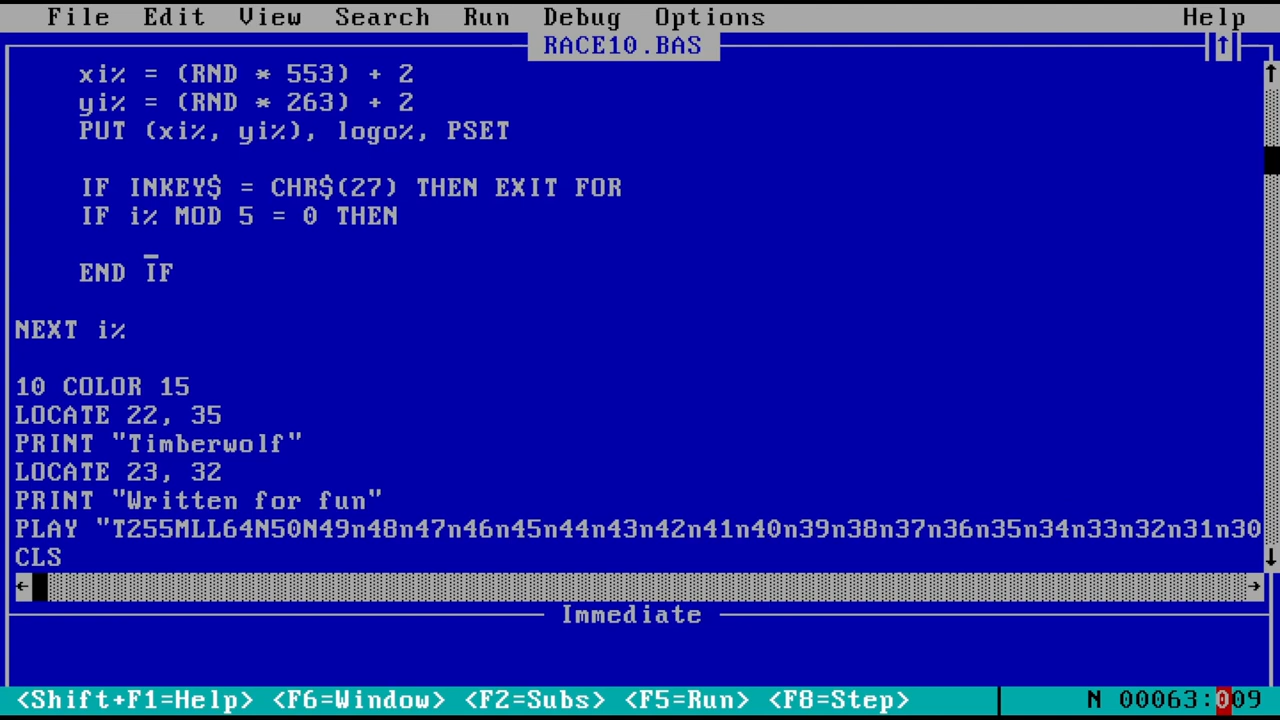 File Edit View Search Run Debug Options Help
RACE10.BAS
xi% = (RND * 553) + 2
yi% = (RND * 263) + 2
PUT (xi%, yi%), logo%, PSET
IF INKEY$ = CHR$(27) THEN EXIT FOR
IF i% MOD 5 = 0 THEN
END IF
NEXT i%
10 COLOR 15
LOCATE 22, 35
PRINT "Timberwolf"
LOCATE 23, 32
PRINT "Written for fun"
PLAY "T255MLL64N50N49n48n47n46n45n44n43n42n41n40n39n38n37n36n35n34n33n32n31n30
CLS
Immediate
<Shift+F1=Help> <F6=Window> <F2=Subs> <F5=Run> <F8=Step> N 00063:009